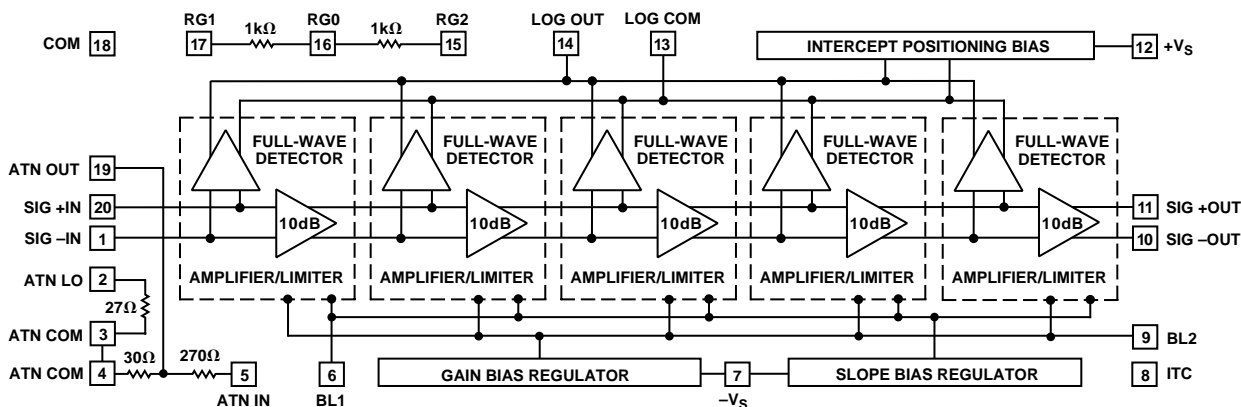 RG1 1kΩ RG0 1kΩ RG2 LOG OUT LOG COM
COM 18 17 16 15 14 13 INTERCEPT POSITIONING BIAS 12 +VS
FULL-WAVE DETECTOR
FULL-WAVE DETECTOR
FULL-WAVE DETECTOR
FULL-WAVE DETECTOR
FULL-WAVE DETECTOR
ATN OUT 19
SIG +IN 20 11 SIG +OUT
10dB 10dB 10dB 10dB 10dB
SIG –IN 1 10 SIG –OUT
ATN LO 2 AMPLIFIER/LIMITER AMPLIFIER/LIMITER AMPLIFIER/LIMITER AMPLIFIER/LIMITER AMPLIFIER/LIMITER
27Ω
ATN COM 3 9 BL2
30Ω 270Ω
ATN COM 4 5 6 GAIN BIAS REGULATOR 7 SLOPE BIAS REGULATOR 8 ITC
ATN IN BL1 –VS